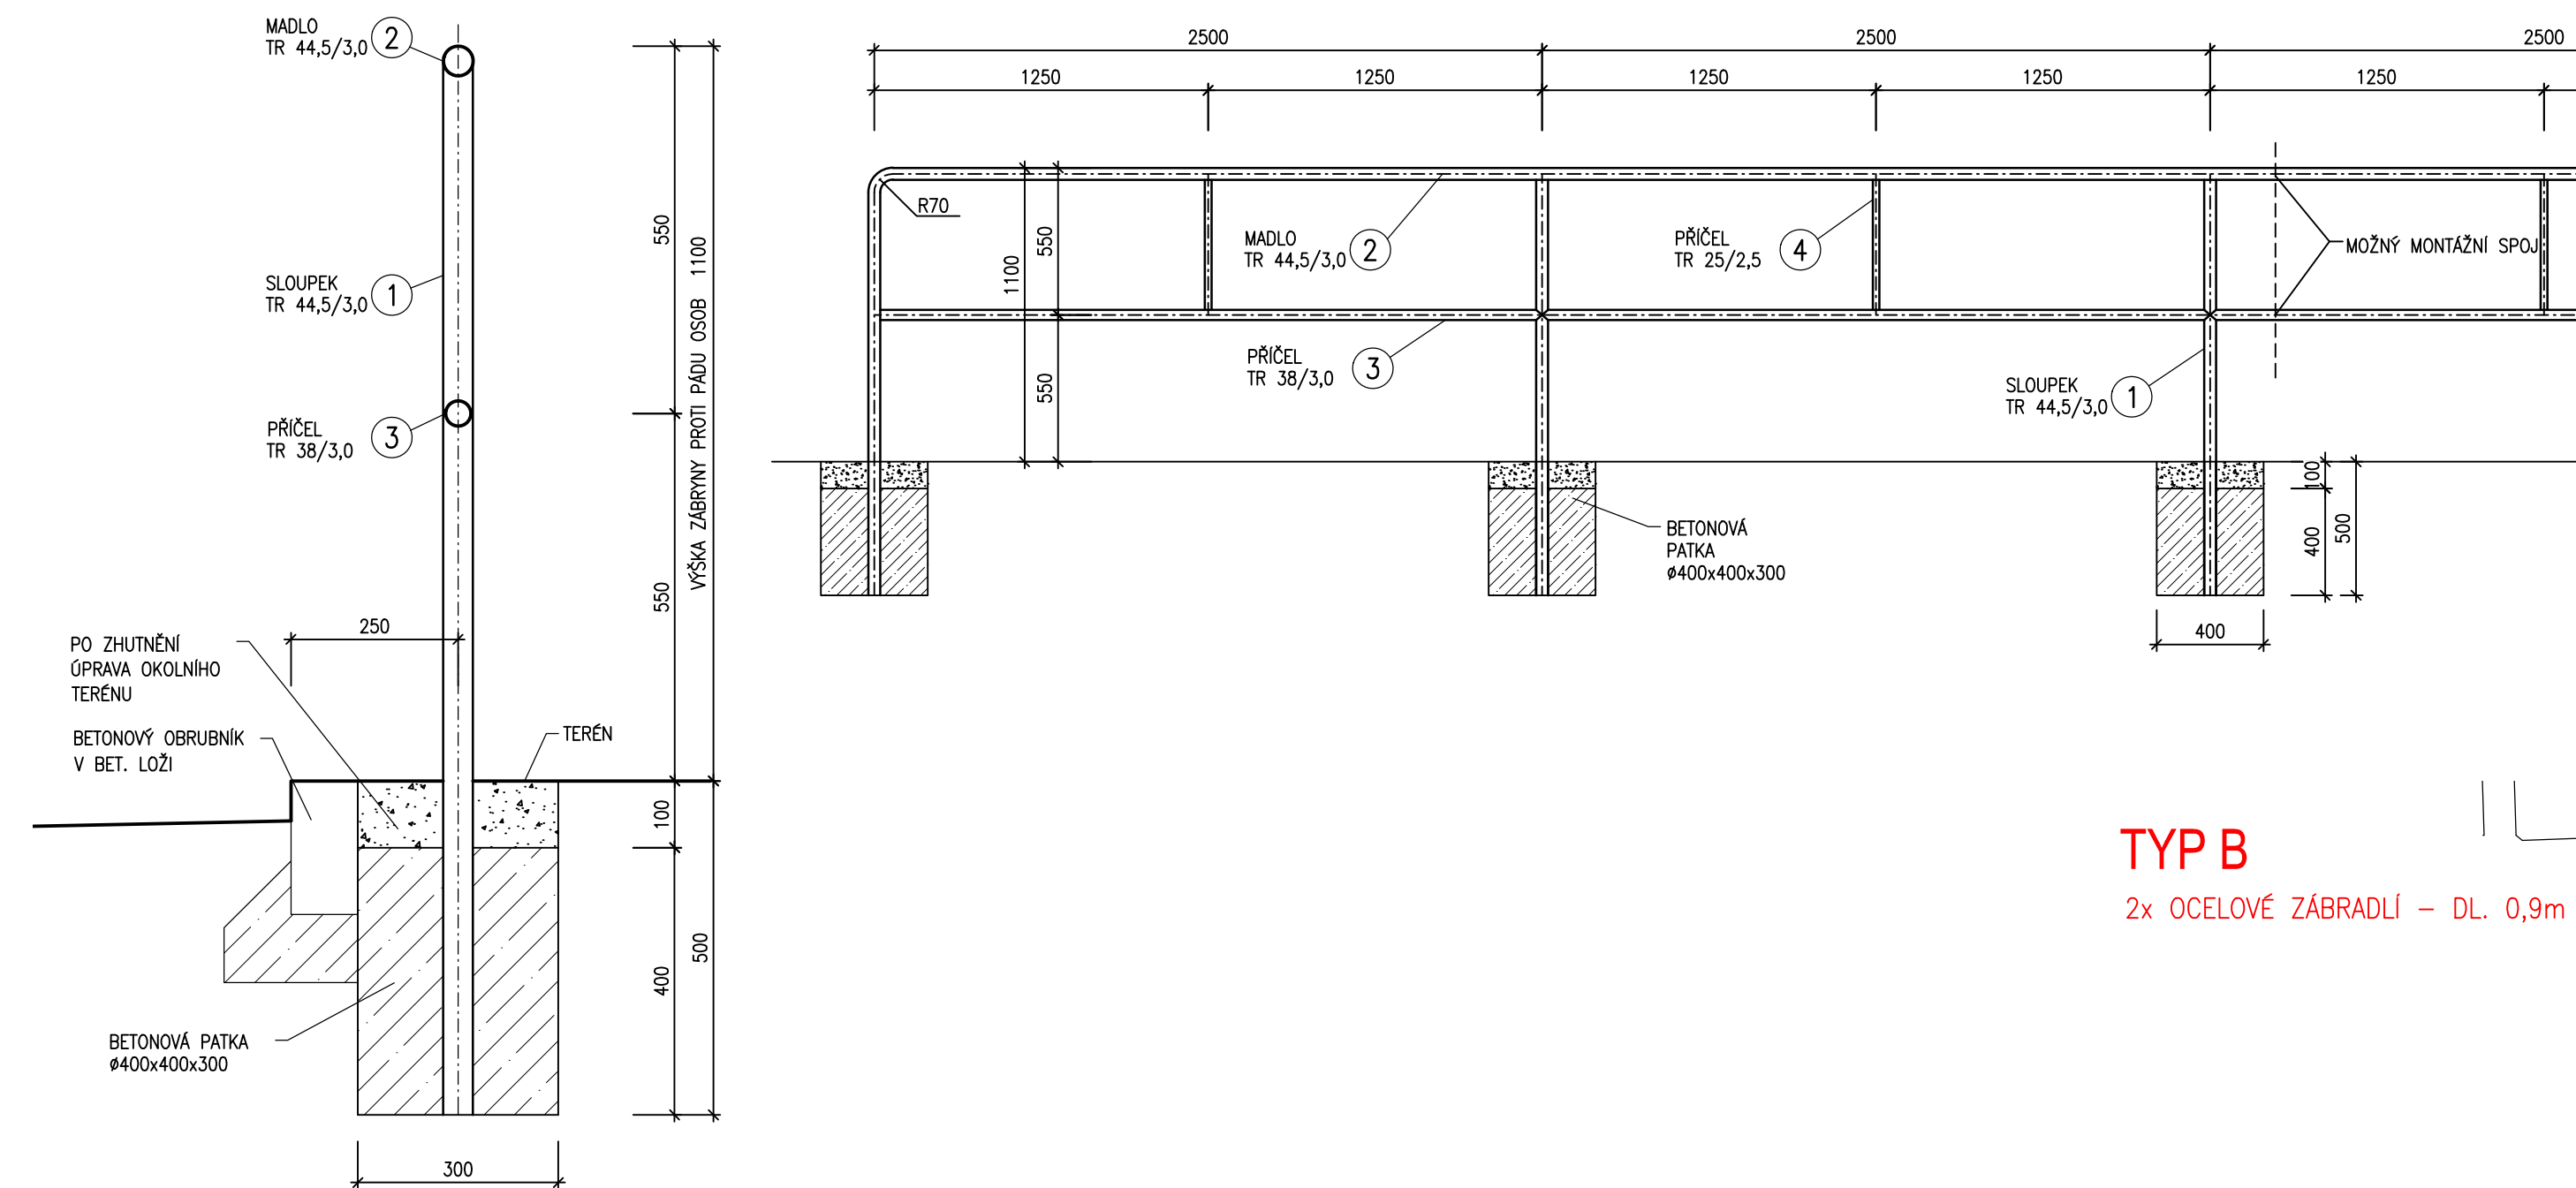 MADLO
TR 44,5/3,0
2
SLOUPEK
TR 44,5/3,0
1
PŘÍČEL
TR 38/3,0
3
550
550
VÝŠKA ZÁBRYNY PROTI PÁDU OSOB 1100
250
PO ZHUTNĚNÍ
ÚPRAVA OKOLNÍHO
TERÉNU
BETONOVÝ OBRUBNÍK
V BET. LOŽI
TERÉN
100
400
500
BETONOVÁ PATKA
ø400x400x300
300
2500
2500
2500
1250
1250
1250
1250
1250
R70
1100
550
550
MADLO
TR 44,5/3,0
2
PŘÍČEL
TR 25/2,5
4
MOŽNÝ MONTÁŽNÍ SPOJ
PŘÍČEL
TR 38/3,0
3
SLOUPEK
TR 44,5/3,0
1
BETONOVÁ
PATKA
ø400x400x300
100
400
500
400
TYP B
2x OCELOVÉ ZÁBRADLÍ – DL. 0,9m